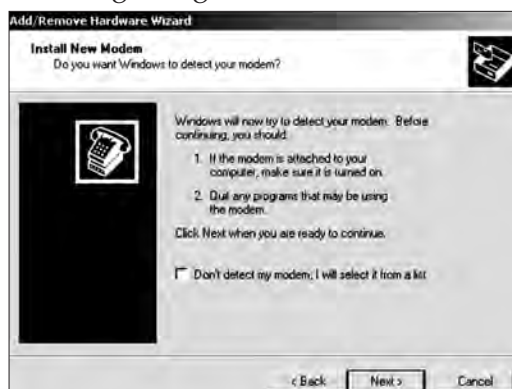 Add/Remove Hardware Wizard
Install New Modem
Do you want Windows to detect your modem?
Windows will now try to detect your modem. Before
continuing, you should:
1. If the modem is attached to your
computer, make sure it is turned on.
2. Quit any programs that may be using
the modem.
Click Next when you are ready to continue.
Don't detect my modem; I will select it from a list
< Back
Next >
Cancel